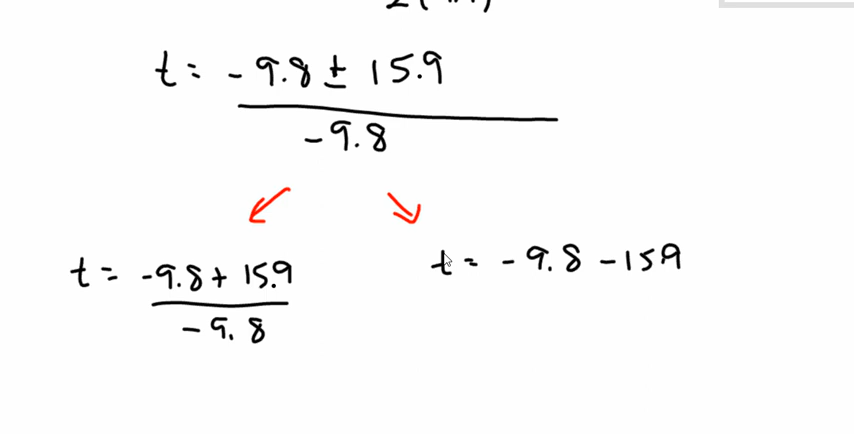 t = -9.8 ± 15.9
-9.8
t = -9.8 + 15.9
-9.8
t = -9.8 - 15.9